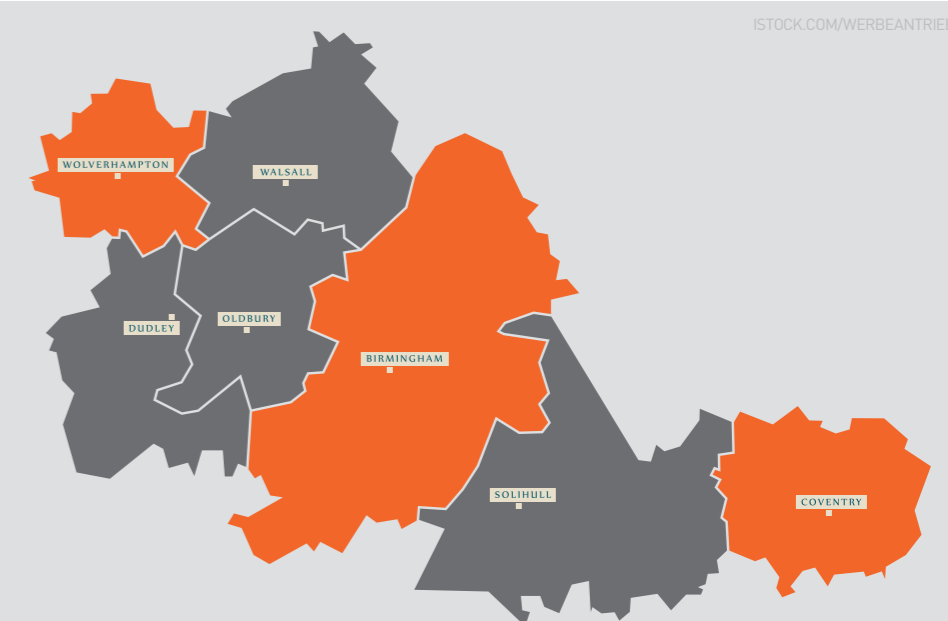 ISTOCK.COM/WERBEANTRIE
WOLVERHAMPTON
WALSALL
OLDBURY
DUDLEY
BIRMINGHAM
SOLIHULL
COVENTRY